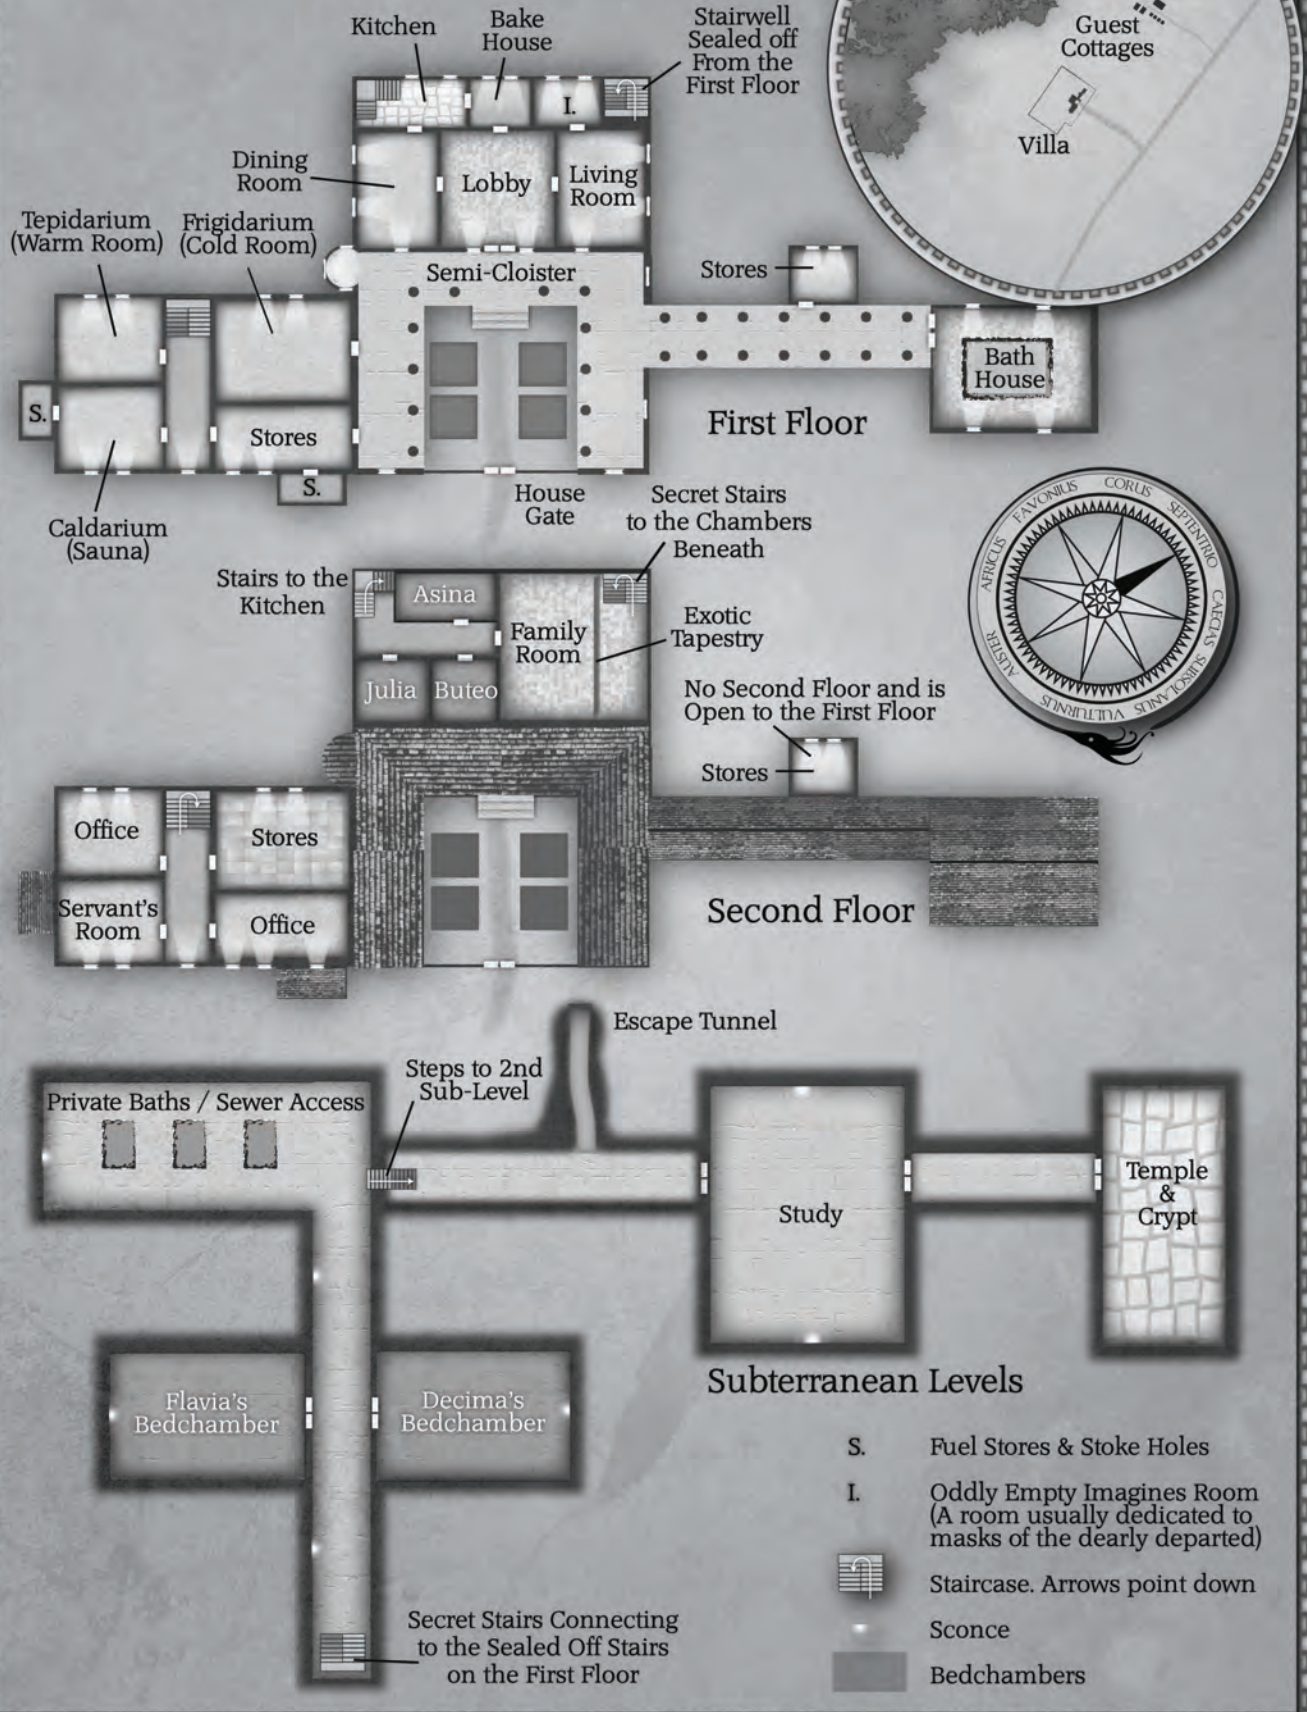 Kitchen
Bake
House
Stairwell
Sealed off
From the
First Floor
Guest
Cottages
Villa
I.
Dining
Room
Lobby
Living
Room
Tepidarium
(Warm Room)
Frigidarium
(Cold Room)
Semi-Cloister
Stores
Bath
House
S.
Stores
First Floor
S.
House
Gate
Caldarium
(Sauna)
Secret Stairs
to the Chambers
Beneath
FAVONIUS
CORUS
SEPTENTRIO
CAECIAS
SUBSOLANUS
VULTURNUS
AUSTER
AFRICUS
Stairs to the
Kitchen
Asina
Family
Room
Exotic
Tapestry
Julia
Buteo
No Second Floor and is
Open to the First Floor
Stores
Office
Stores
Servant's
Room
Office
Second Floor
Escape Tunnel
Steps to 2nd
Sub-Level
Private Baths / Sewer Access
Study
Temple
&
Crypt
Subterranean Levels
Flavia's
Bedchamber
Decima's
Bedchamber
S. Fuel Stores & Stoke Holes
I. Oddly Empty Imagines Room
(A room usually dedicated to
masks of the dearly departed)
Staircase. Arrows point down
Sconce
Bedchambers
Secret Stairs Connecting
to the Sealed Off Stairs
on the First Floor